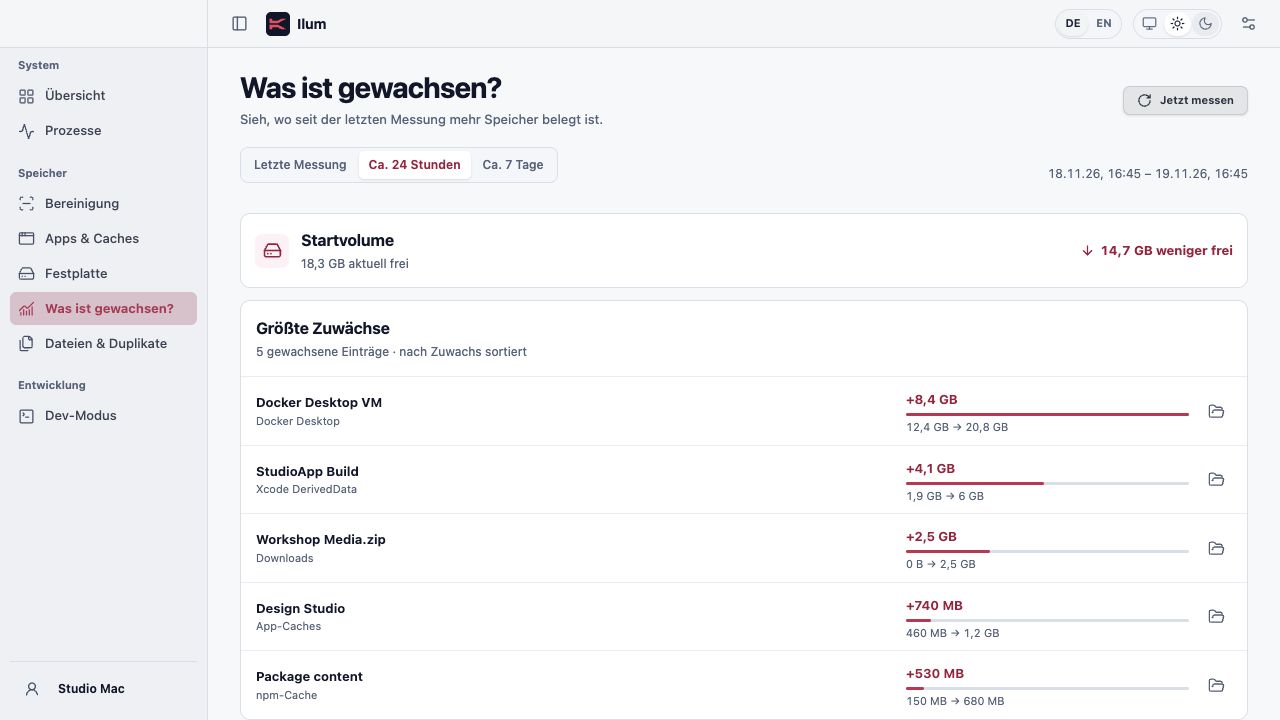 Ilum
DE
EN
System
Übersicht
Prozesse
Speicher
Bereinigung
Apps & Caches
Festplatte
Was ist gewachsen?
Dateien & Duplikate
Entwicklung
Dev-Modus
Studio Mac
Was ist gewachsen?
Sieh, wo seit der letzten Messung mehr Speicher belegt ist.
Jetzt messen
Letzte Messung
Ca. 24 Stunden
Ca. 7 Tage
18.11.26, 16:45 – 19.11.26, 16:45
Startvolume
18,3 GB aktuell frei
↓ 14,7 GB weniger frei
Größte Zuwächse
5 gewachsene Einträge · nach Zuwachs sortiert
Docker Desktop VM
Docker Desktop
+8,4 GB
12,4 GB → 20,8 GB
StudioApp Build
Xcode DerivedData
+4,1 GB
1,9 GB → 6 GB
Workshop Media.zip
Downloads
+2,5 GB
0 B → 2,5 GB
Design Studio
App-Caches
+740 MB
460 MB → 1,2 GB
Package content
npm-Cache
+530 MB
150 MB → 680 MB